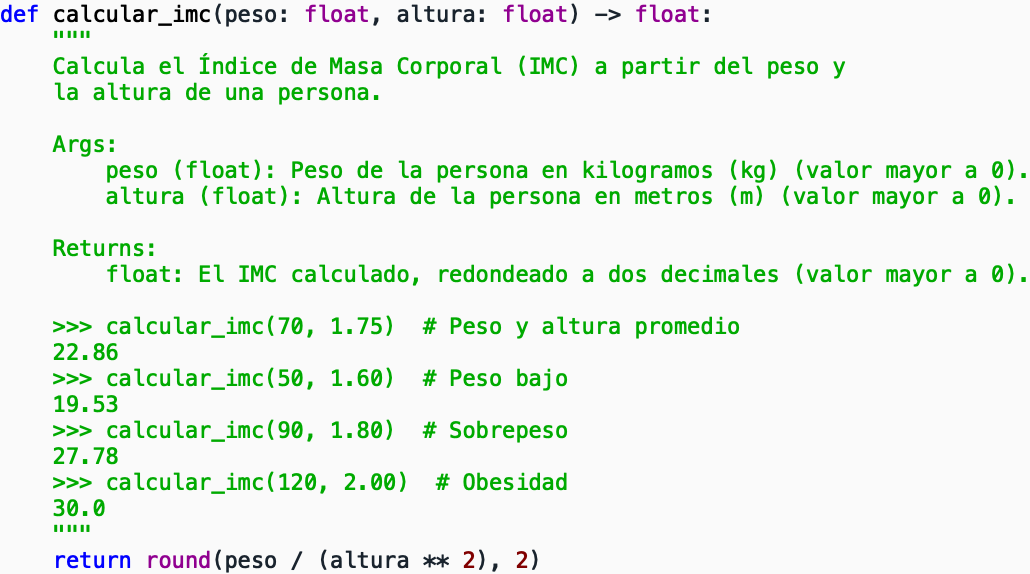 def calcular_imc(peso: float, altura: float) -> float:
    """
    Calcula el Índice de Masa Corporal (IMC) a partir del peso y
    la altura de una persona.

    Args:
        peso (float): Peso de la persona en kilogramos (kg) (valor mayor a 0).
        altura (float): Altura de la persona en metros (m) (valor mayor a 0).

    Returns:
        float: El IMC calculado, redondeado a dos decimales (valor mayor a 0).

    >>> calcular_imc(70, 1.75)  # Peso y altura promedio
    22.86
    >>> calcular_imc(50, 1.60)  # Peso bajo
    19.53
    >>> calcular_imc(90, 1.80)  # Sobrepeso
    27.78
    >>> calcular_imc(120, 2.00)  # Obesidad
    30.0
    """
    return round(peso / (altura ** 2), 2)